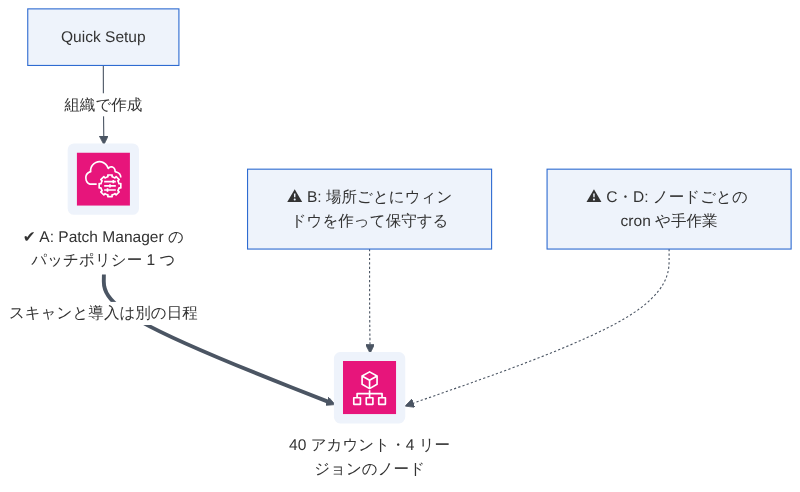 Quick Setup
組織で作成
✔ A: Patch Manager の
パッチポリシー 1 つ
スキャンと導入は別の日程
⚠ B: 場所ごとにウィン
ドウを作って保守する
⚠ C・D: ノードごとの
cron や手作業
40 アカウント・4 リー
ジョンのノード